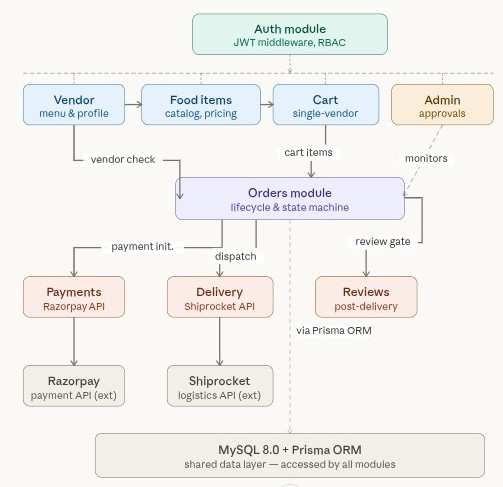 Auth module
JWT middleware, RBAC
Vendor
menu & profile
Food items
catalog, pricing
Cart
single-vendor
Admin
approvals
vendor check
cart items
monitors
Orders module
lifecycle & state machine
payment init.
dispatch
review gate
Payments
Razorpay API
Delivery
Shiprocket API
Reviews
post-delivery
via Prisma ORM
Razorpay
payment API (ext)
Shiprocket
logistics API (ext)
MySQL 8.0 + Prisma ORM
shared data layer — accessed by all modules